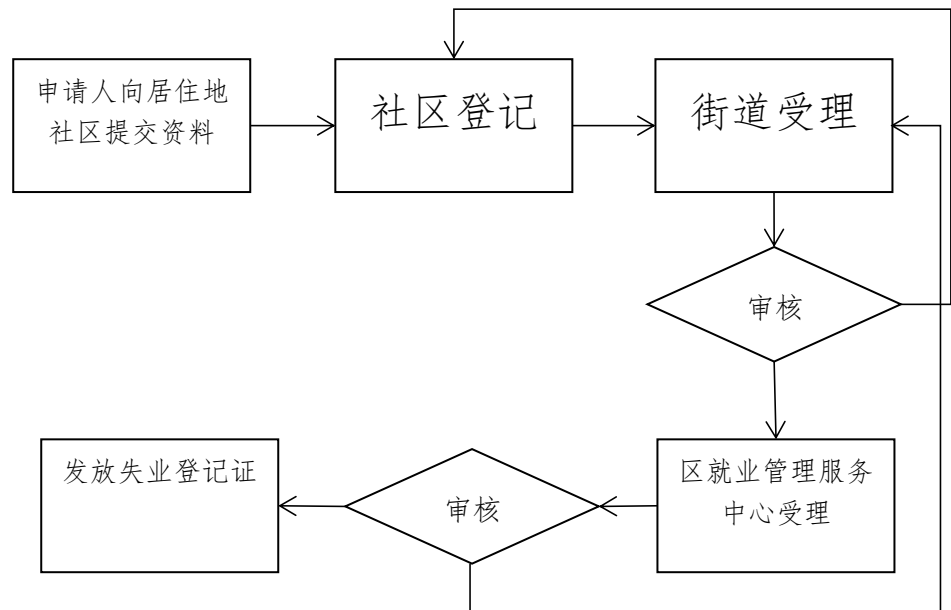 申请人向居住地
社区提交资料
社区登记
街道受理
审核
区就业管理服务
中心受理
审核
发放失业登记证